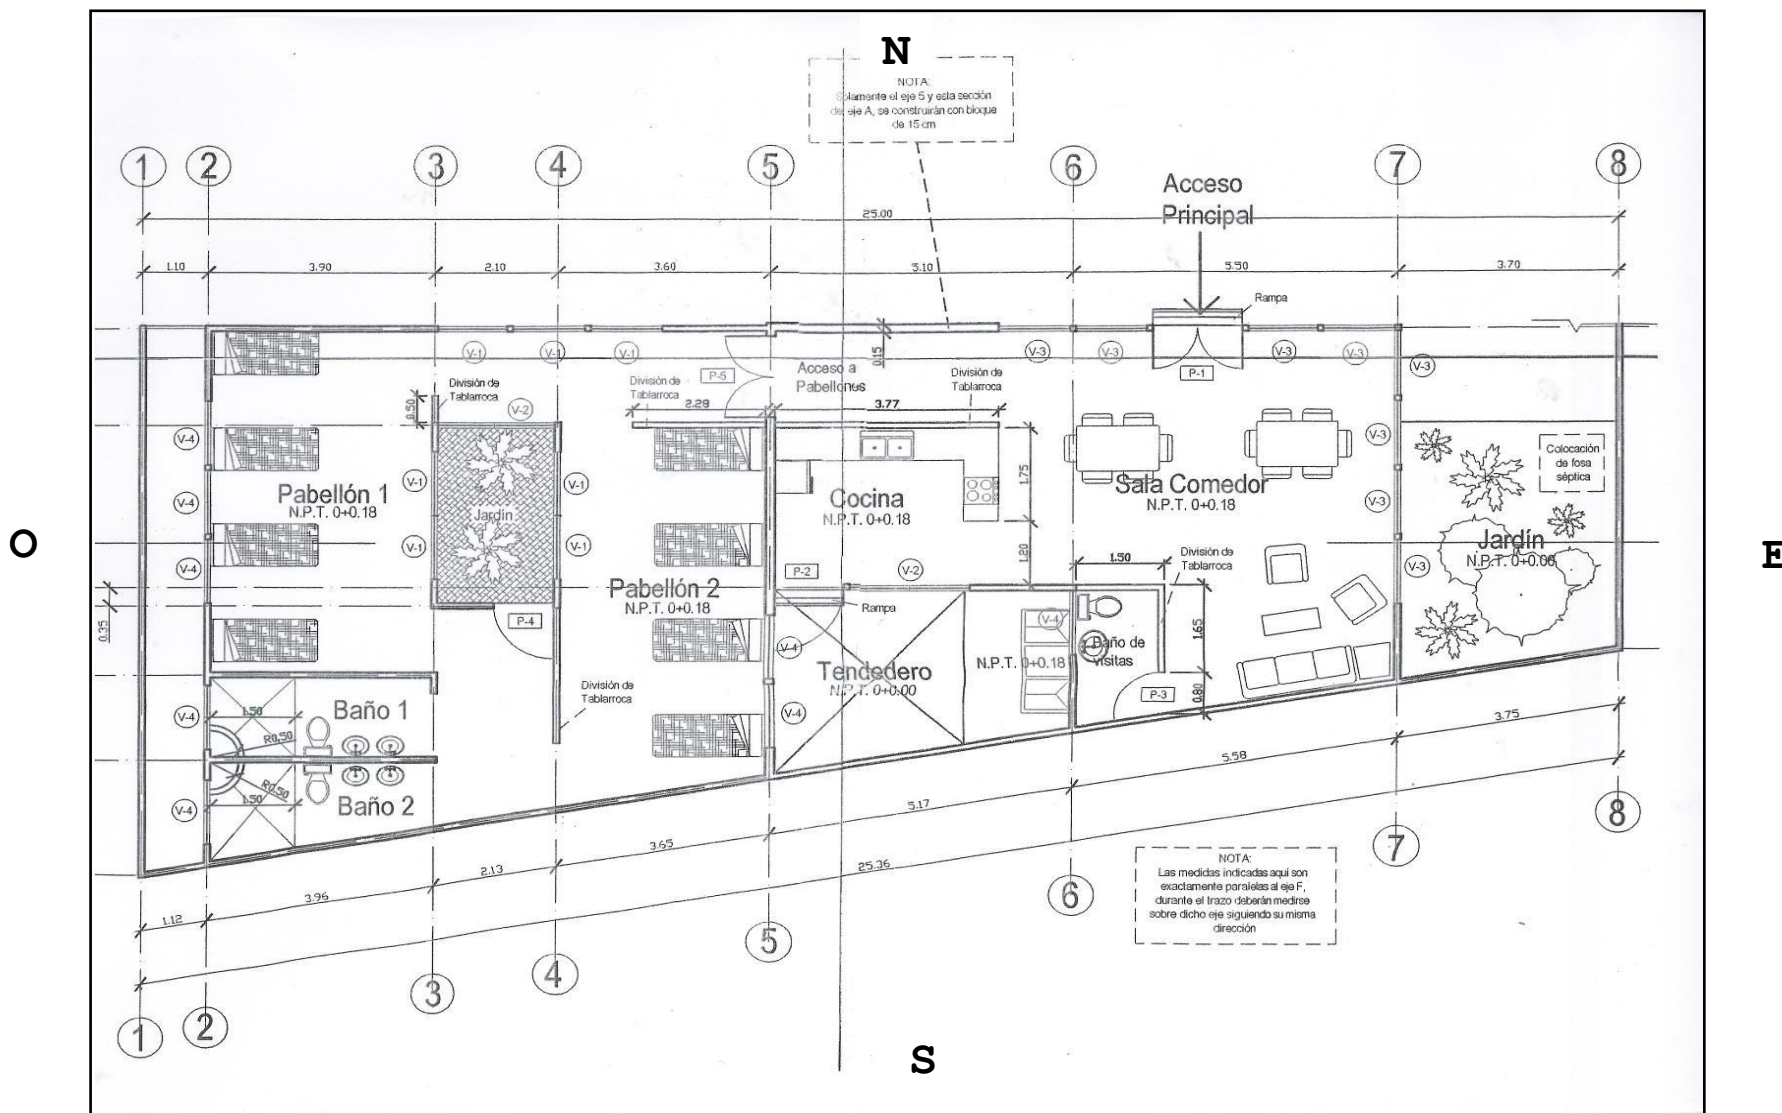 N
NOTA:
Solamente el eje 5 y esta sección
del eje A, se construirán con bloque
de 15 cm
1 2 3 4 5 6 7 8
Acceso
Principal
25.00
1.10 3.90 2.10 3.60 5.10 5.50 3.70
Rampa
V-1 V-1 V-1 V-3 V-3 V-3 V-3 V-3
0.15
P-5 Acceso a
Pabellones
P-1
División de
Tablarroca
División de
Tablarroca
División de
Tablarroca
0.50 V-2
2.28 3.77
V-4 V-3
Colocación
de fosa
séptica
Pabellón 1
N.P.T. 0+0.18
V-1 V-1
1.75
Cocina
N.P.T. 0+0.18
Sala Comedor
N.P.T. 0+0.18
V-4 V-3
Jardín
O
E
V-1 V-1
1.20
Jardín
N.P.T. 0+0.00
V-4 P-2 V-2 1.50 División de
Tablarroca
V-3
Pabellón 2
N.P.T. 0+0.18
Rampa
0.35 P-4 V-4 V-4
1.65
Baño de
visitas
Tendedero
N.P.T. 0+0.00
N.P.T. 0+0.18
División de
Tablarroca
P-3 0.80
V-4 1.50 Baño 1 V-4
R0.50
R0.50
V-4 1.50 Baño 2
3.75
5.58
5.17
3.65
2.13
3.96
1.12
25.36
8
7
6
5
4
3
2
1
NOTA:
Las medidas indicadas aquí son
exactamente paralelas al eje F,
durante el trazo deberán medirse
sobre dicho eje siguiendo su misma
dirección
S